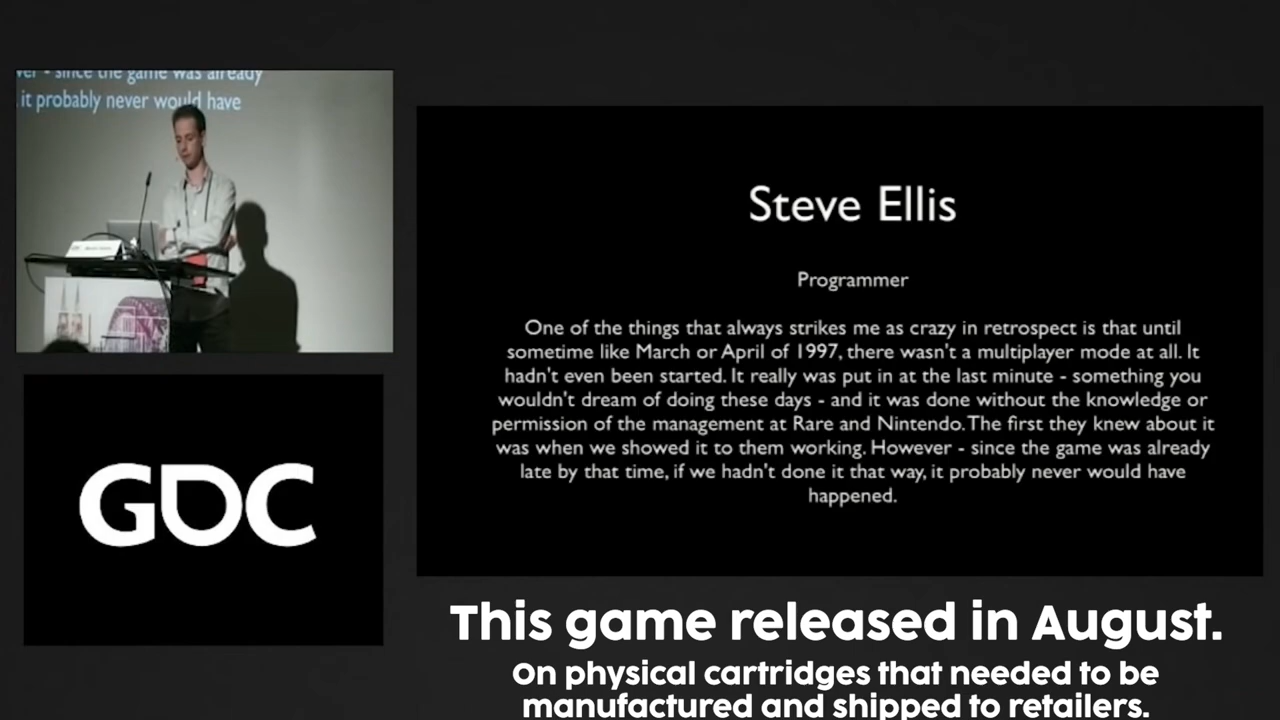 ver - since the game was already
it probably never would have
GDC
Steve Ellis
Programmer
One of the things that always strikes me as crazy in retrospect is that until
sometime like March or April of 1997, there wasn't a multiplayer mode at all. It
hadn't even been started. It really was put in at the last minute - something you
wouldn't dream of doing these days - and it was done without the knowledge or
permission of the management at Rare and Nintendo. The first they knew about it
was when we showed it to them working. However - since the game was already
late by that time, if we hadn't done it that way, it probably never would have
happened.
This game released in August.
On physical cartridges that needed to be
manufactured and shipped to retailers.